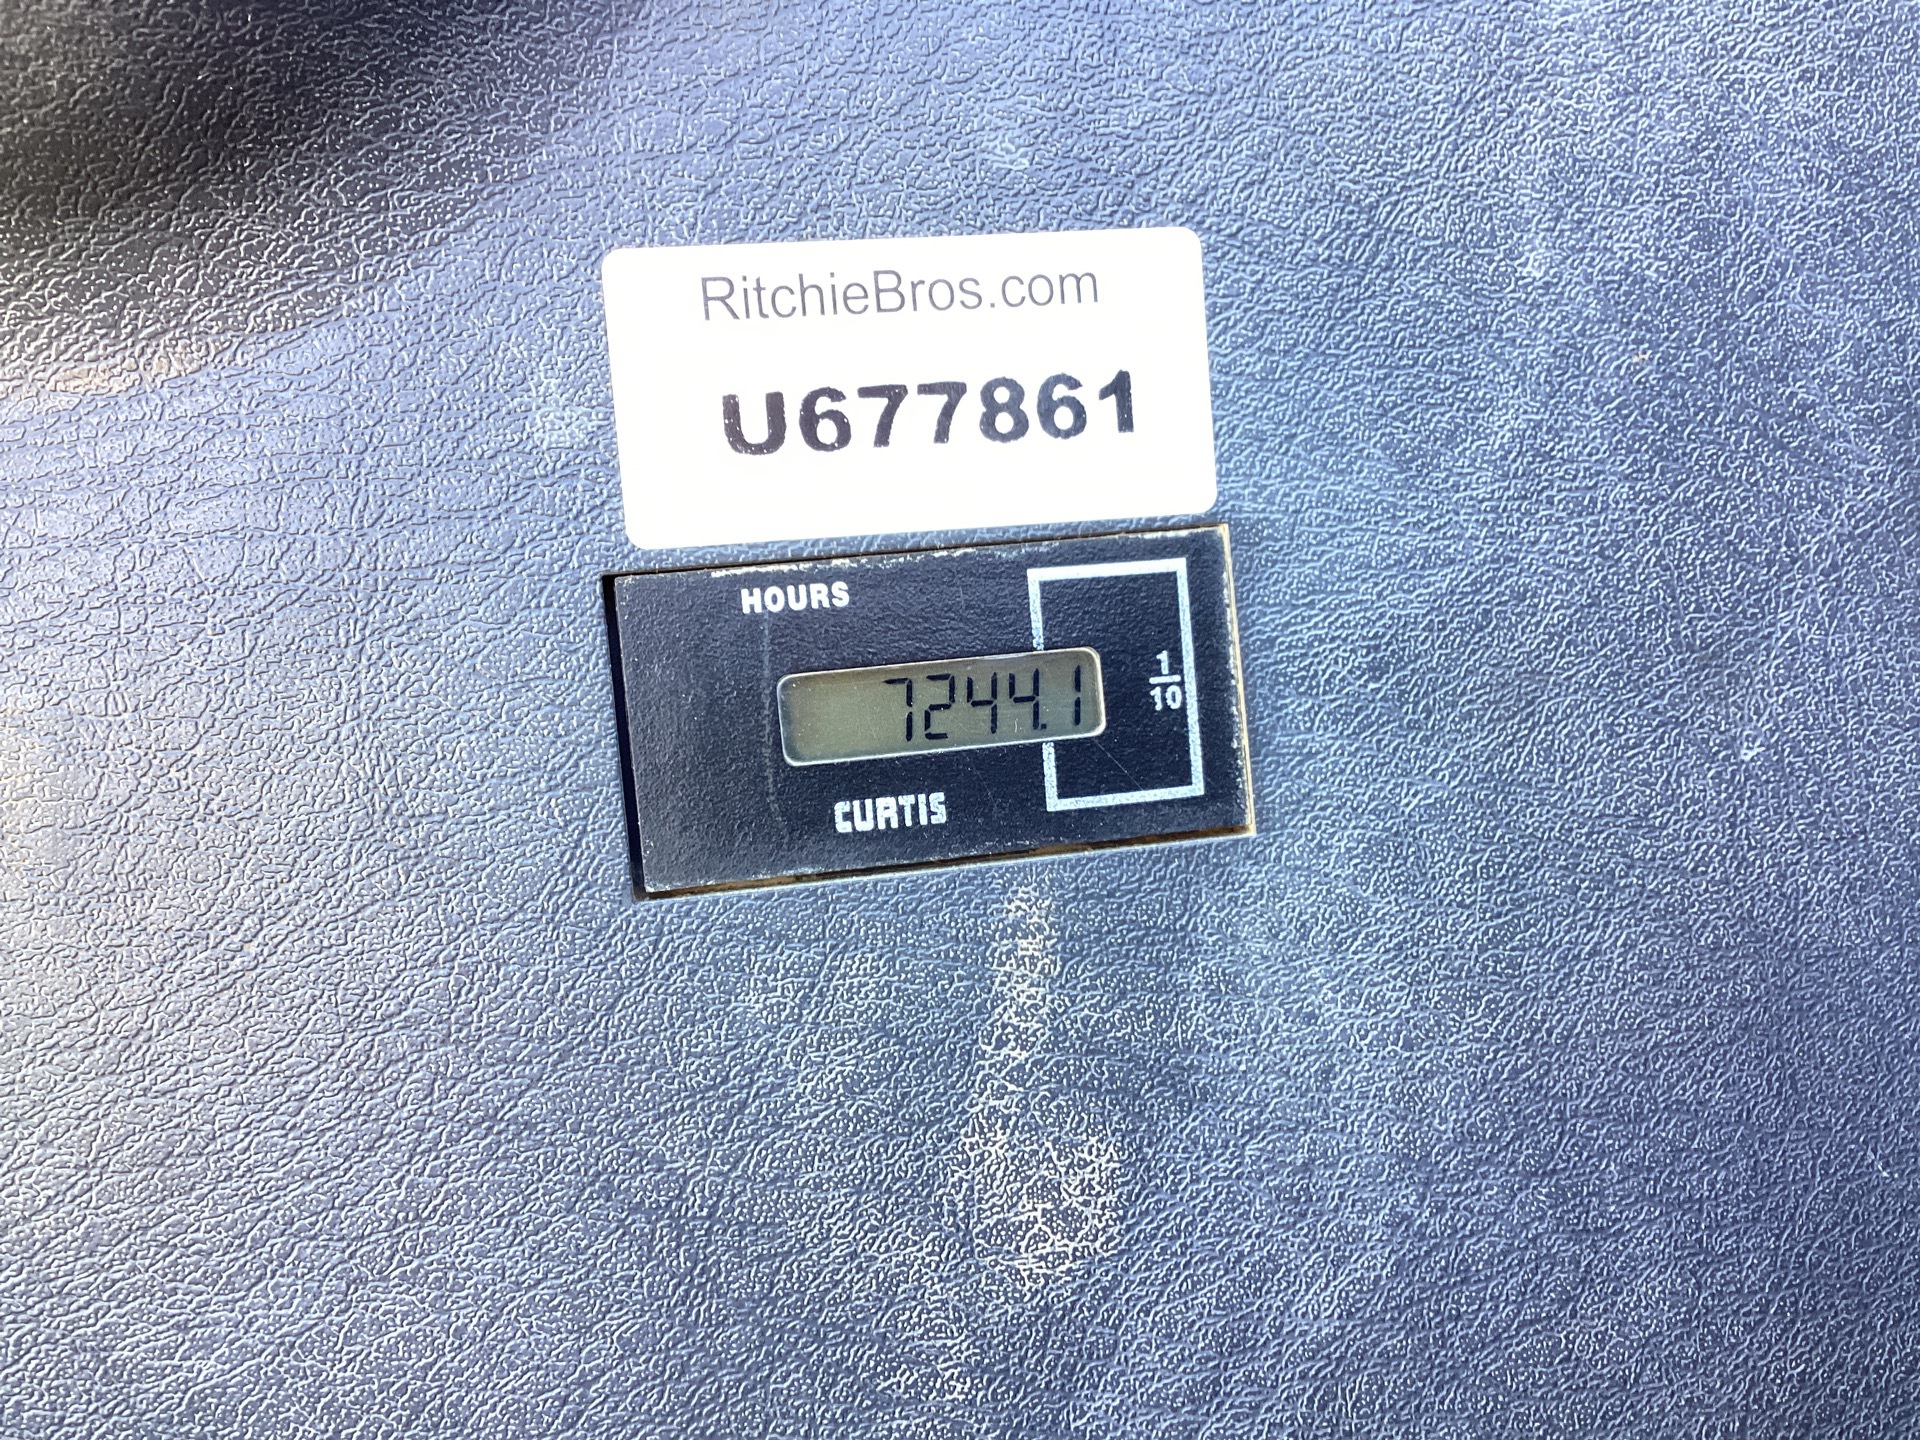 RitchieBros.com
U677861
HOURS
7244.1
1/10
CURTIS